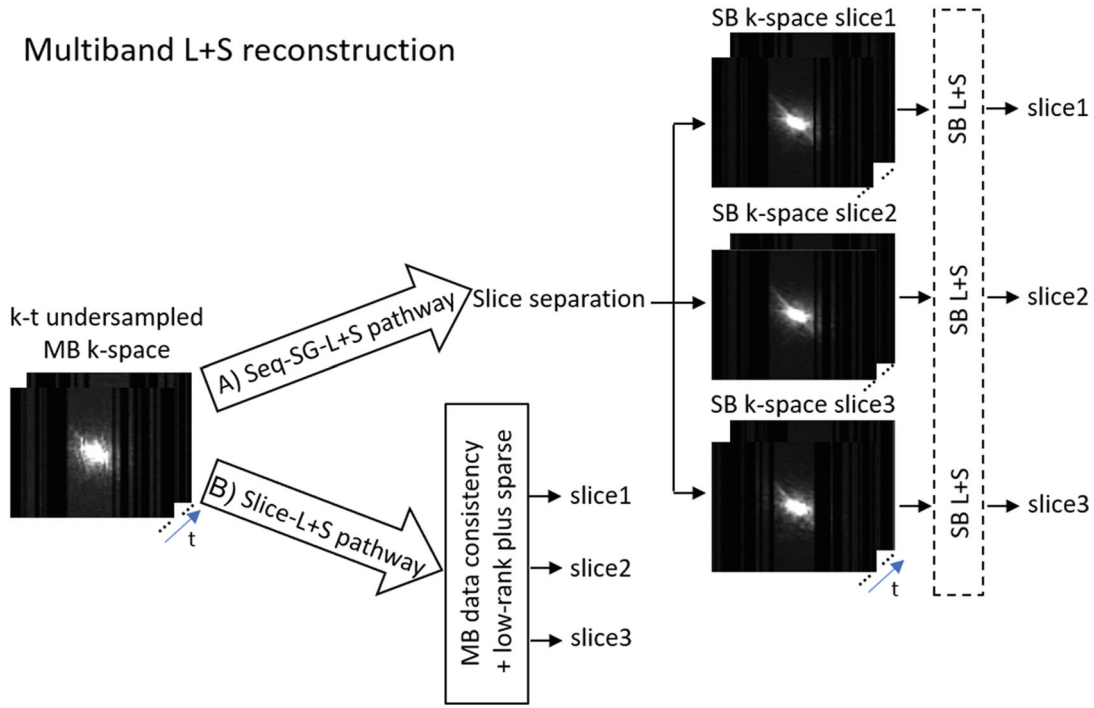 Multiband L+S reconstruction
SB k-space slice1
SB L+S
slice1
SB k-space slice2
SB L+S
slice2
SB k-space slice3
SB L+S
slice3
t
Slice separation
A) Seq-SG-L+S pathway
k-t undersampled
MB k-space
t
B) Slice-L+S pathway
MB data consistency
+ low-rank plus sparse
slice1
slice2
slice3